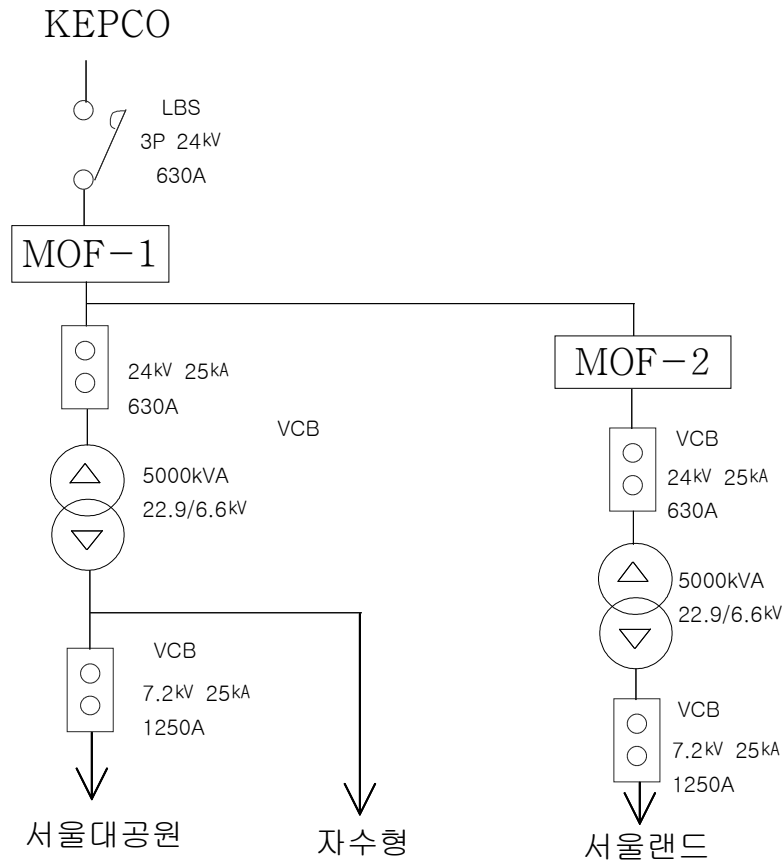 KEPCO
LBS
3P 24kV
630A
MOF-1
24kV 25kA
630A
VCB
5000kVA
22.9/6.6kV
VCB
7.2kV 25kA
1250A
서울대공원
자수형
MOF-2
VCB
24kV 25kA
630A
5000kVA
22.9/6.6kV
VCB
7.2kV 25kA
1250A
서울랜드